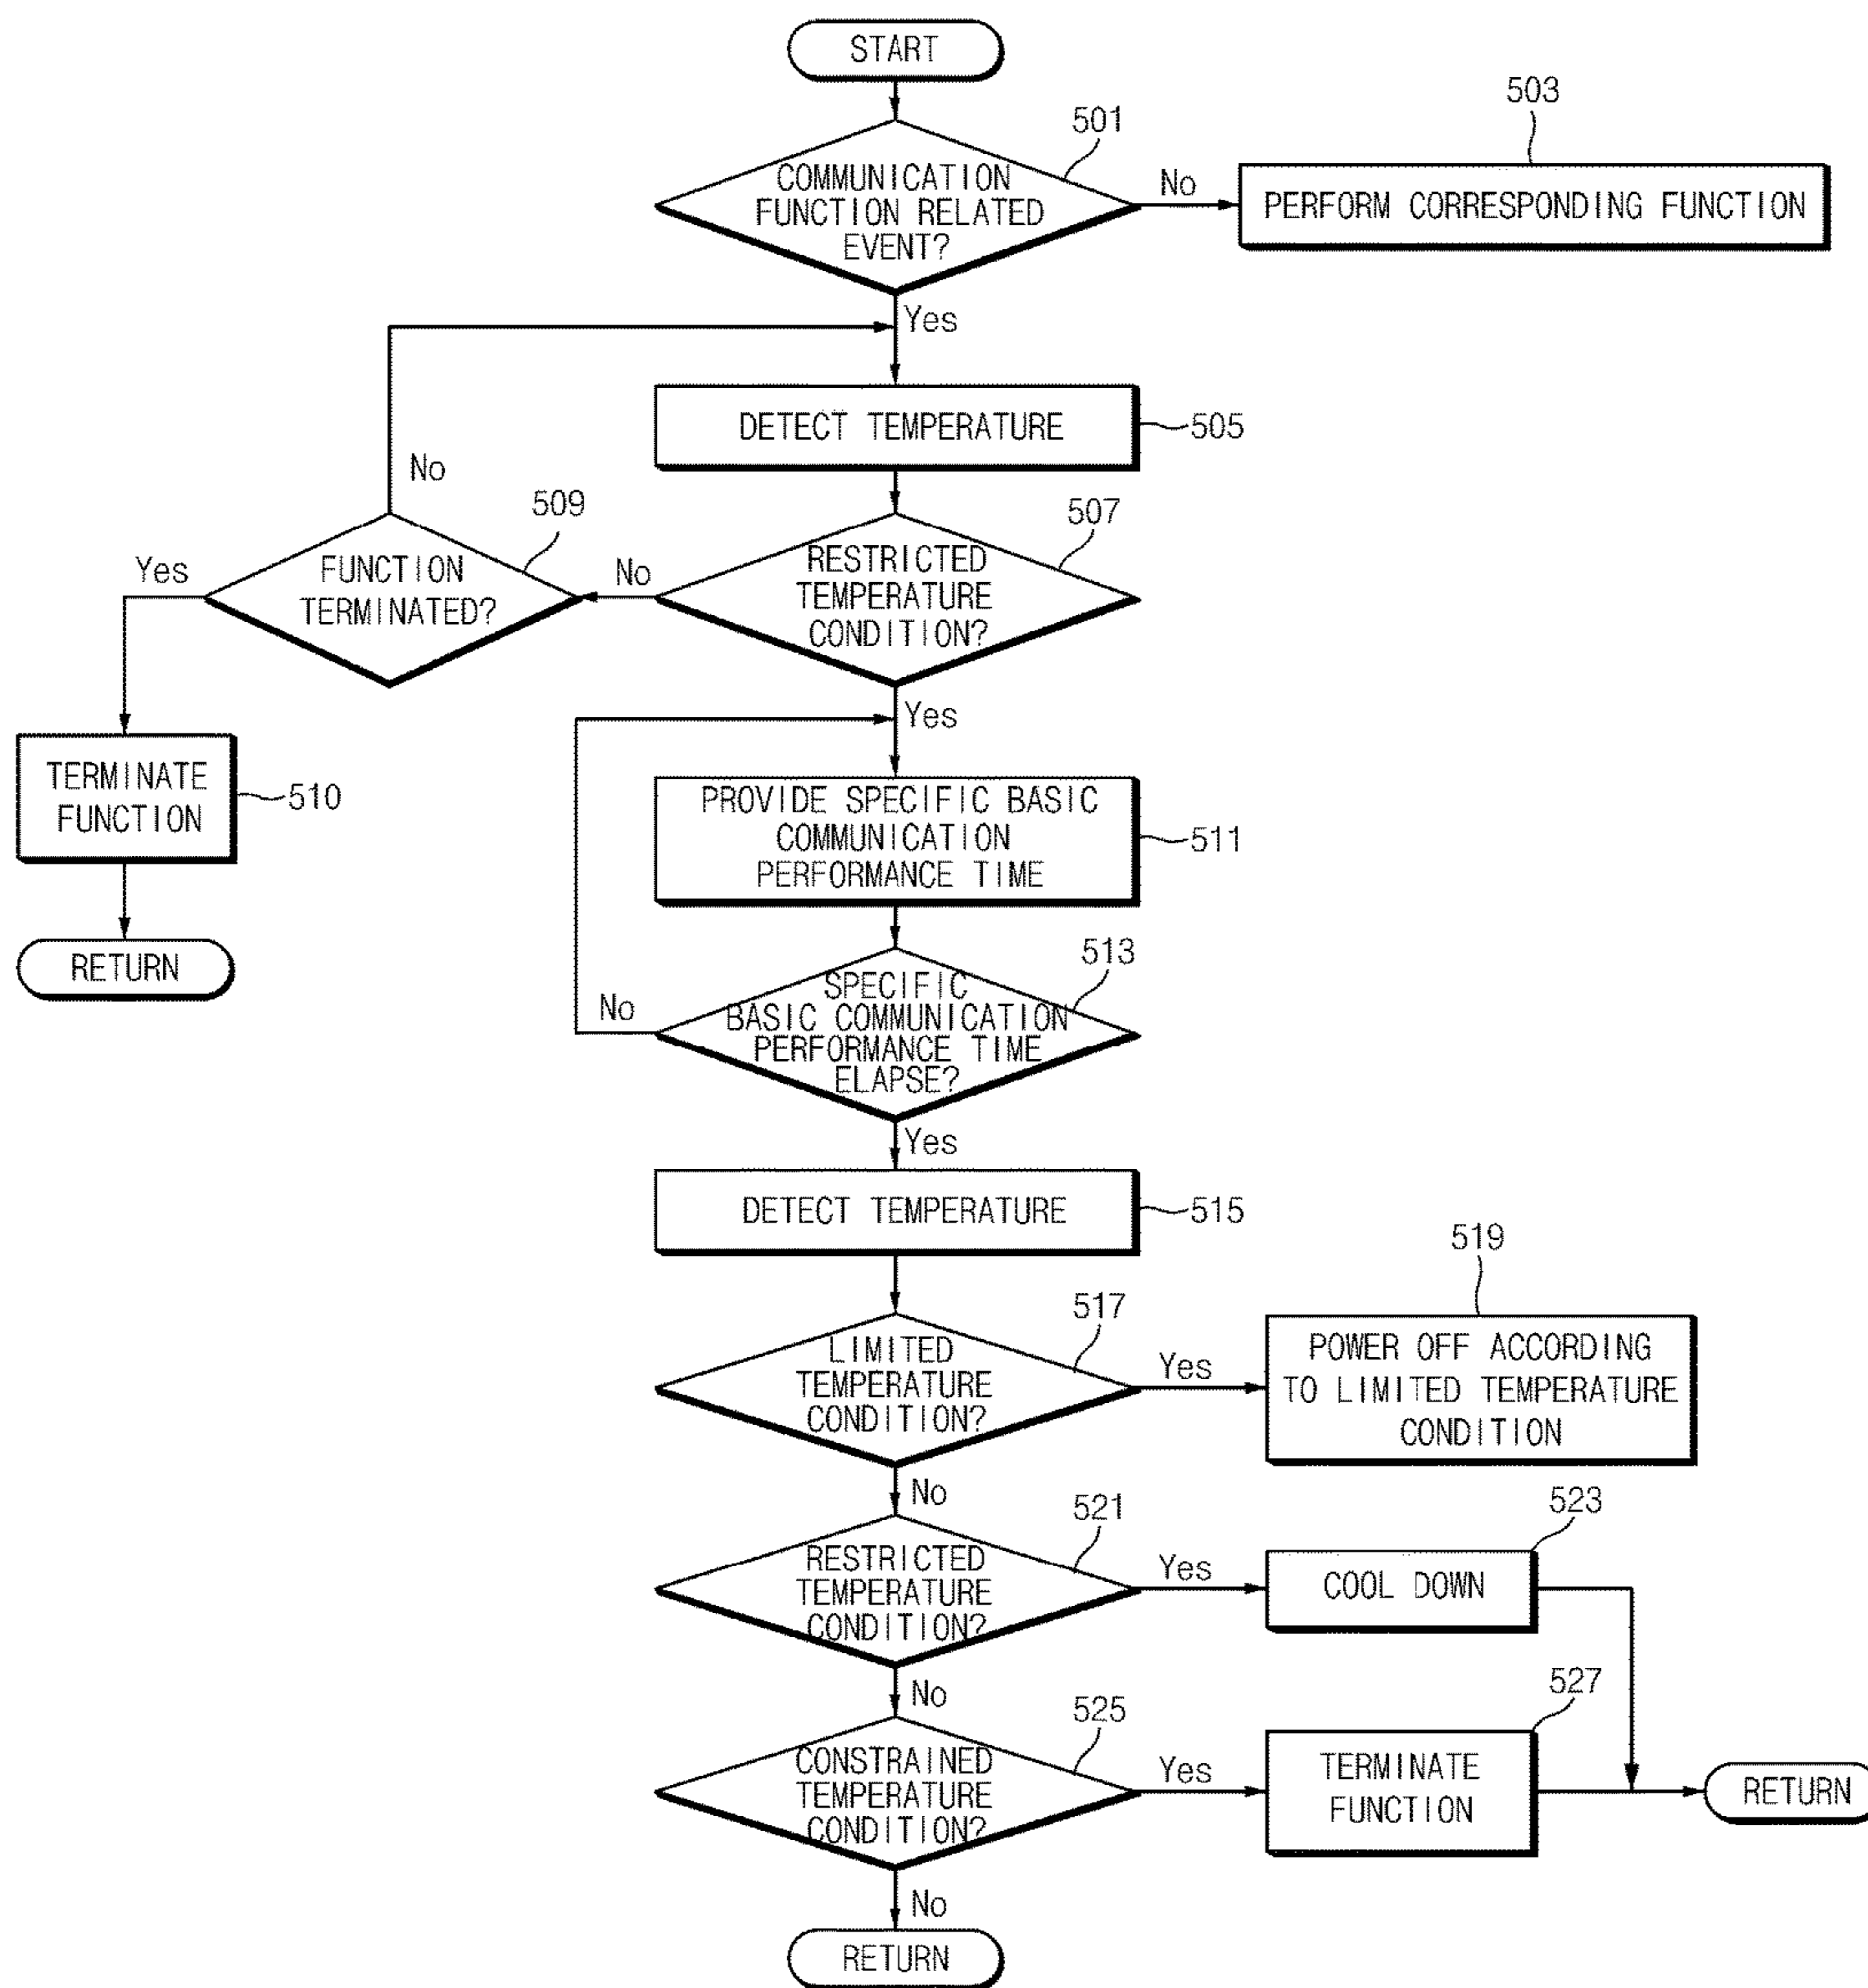 START
501
503
COMMUNICATION
FUNCTION RELATED
EVENT?
No
PERFORM CORRESPONDING FUNCTION
Yes
DETECT TEMPERATURE
505
No
509
507
Yes
FUNCTION
TERMINATED?
No
RESTRICTED
TEMPERATURE
CONDITION?
Yes
TERMINATE
FUNCTION
510
PROVIDE SPECIFIC BASIC
COMMUNICATION
PERFORMANCE TIME
511
RETURN
513
No
SPECIFIC
BASIC COMMUNICATION
PERFORMANCE TIME
ELAPSE?
Yes
DETECT TEMPERATURE
515
519
517
LIMITED
TEMPERATURE
CONDITION?
Yes
POWER OFF ACCORDING
TO LIMITED TEMPERATURE
CONDITION
No
521
523
RESTRICTED
TEMPERATURE
CONDITION?
Yes
COOL DOWN
No
525
527
CONSTRAINED
TEMPERATURE
CONDITION?
Yes
TERMINATE
FUNCTION
RETURN
No
RETURN